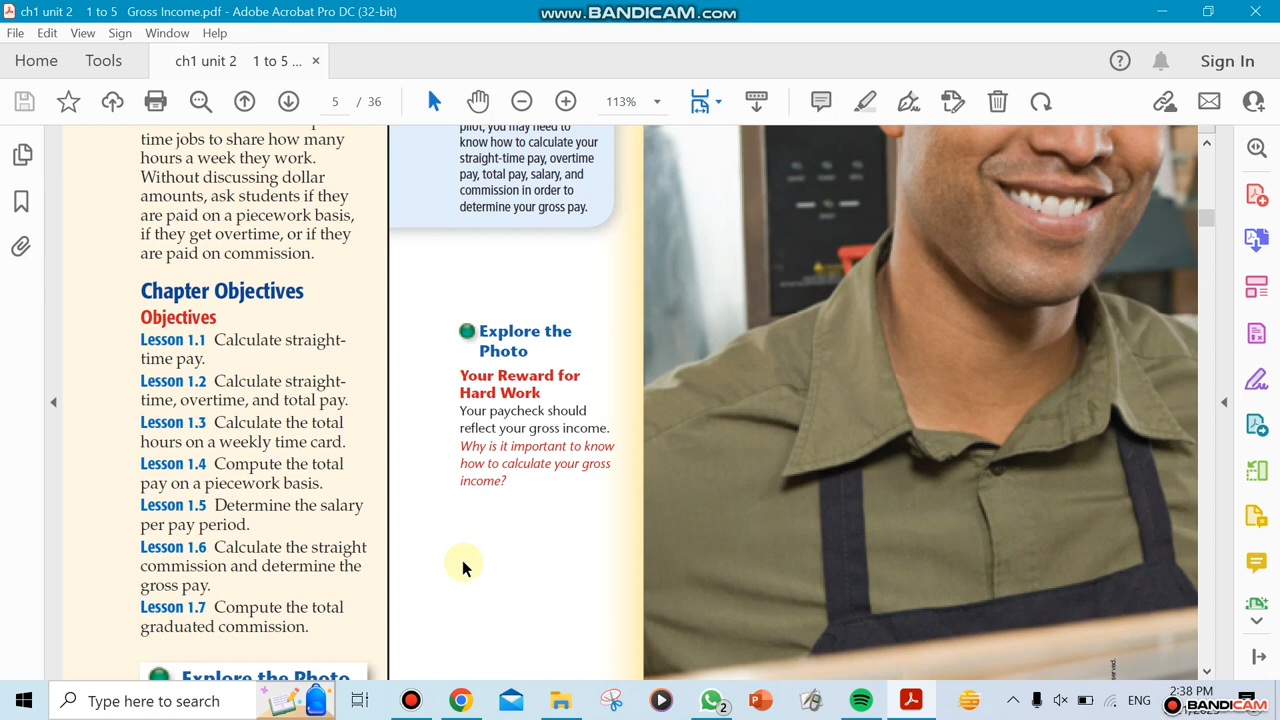 ch1 unit 2 1 to 5 Gross Income.pdf - Adobe Acrobat Pro DC (32-bit)
www.BANDICAM.com
File Edit View Sign Window Help
Home Tools ch1 unit 2 1 to 5 ... × Sign In
5 / 36 113%
time jobs to share how many
hours a week they work.
Without discussing dollar
amounts, ask students if they
are paid on a piecework basis,
if they get overtime, or if they
are paid on commission.
Chapter Objectives
Objectives
Lesson 1.1 Calculate straight-
time pay.
Lesson 1.2 Calculate straight-
time, overtime, and total pay.
Lesson 1.3 Calculate the total
hours on a weekly time card.
Lesson 1.4 Compute the total
pay on a piecework basis.
Lesson 1.5 Determine the salary
per pay period.
Lesson 1.6 Calculate the straight
commission and determine the
gross pay.
Lesson 1.7 Compute the total
graduated commission.
Explore the Photo
pilot, you may need to
know how to calculate your
straight-time pay, overtime
pay, total pay, salary, and
commission in order to
determine your gross pay.
Explore the
Photo
Your Reward for
Hard Work
Your paycheck should
reflect your gross income.
Why is it important to know
how to calculate your gross
income?
Type here to search
2
ENG
2:38 PM
BANDICAM